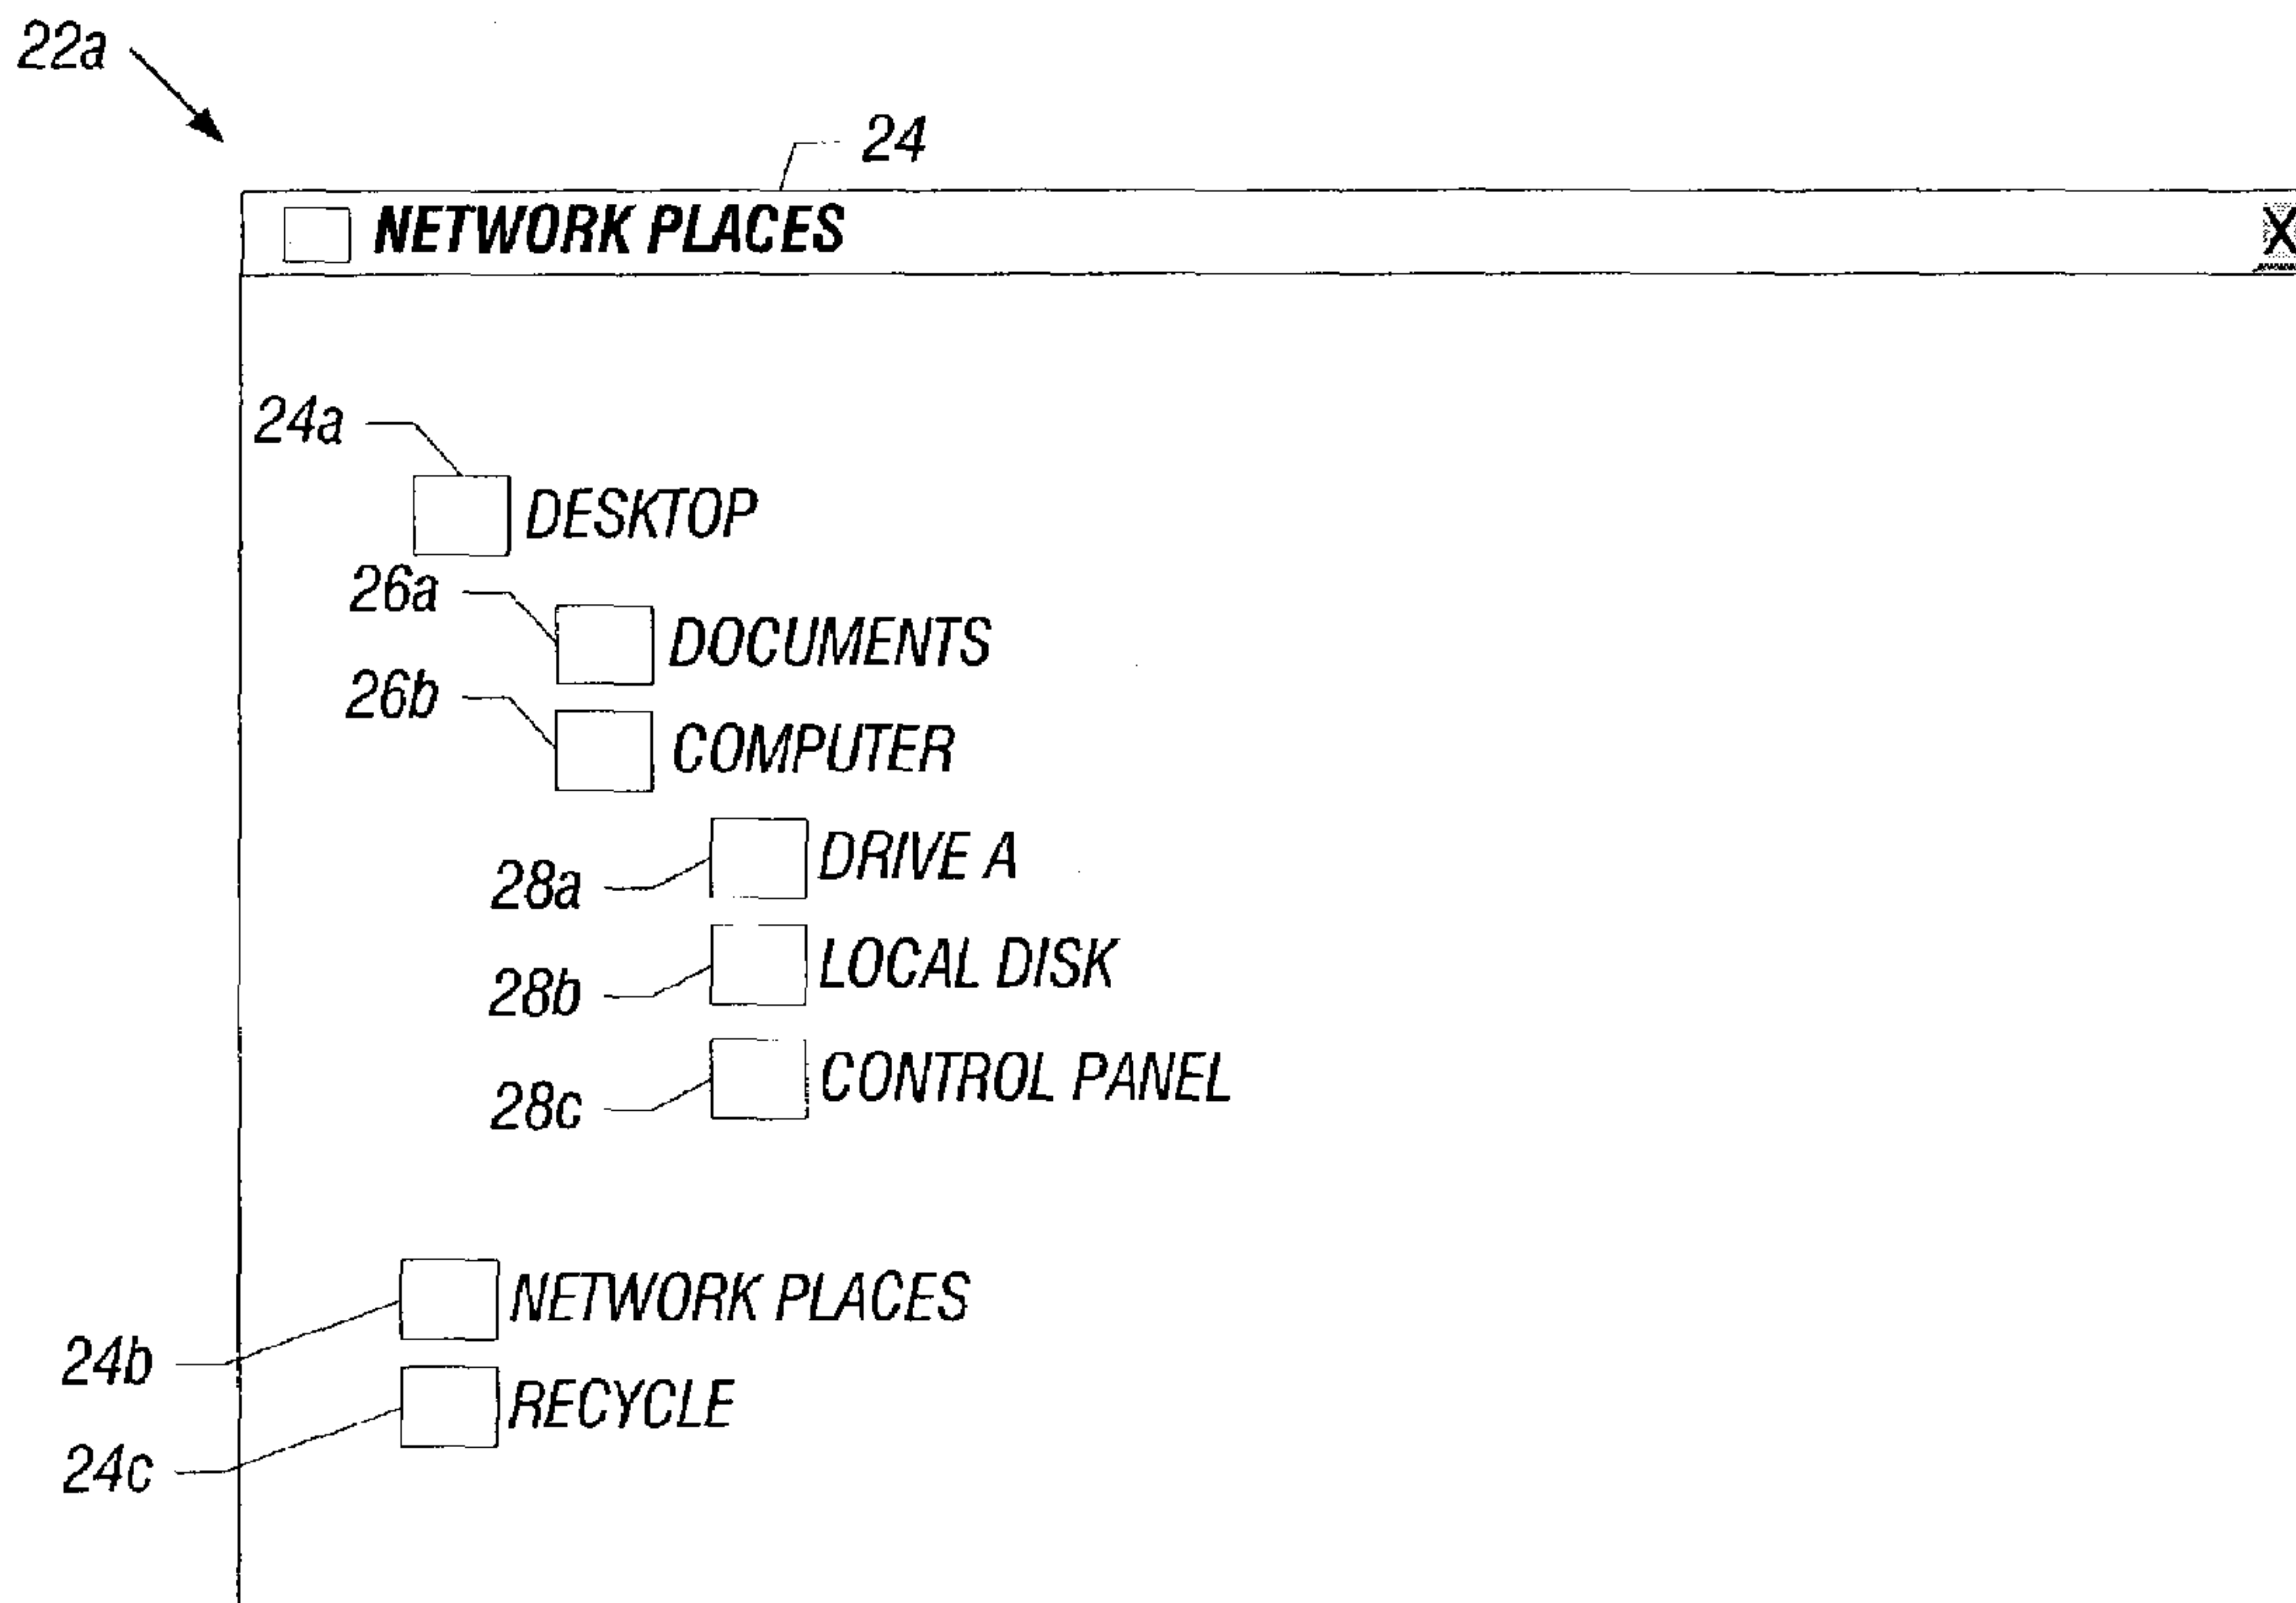 22a
24
NETWORK PLACES X
24a
DESKTOP
26a
DOCUMENTS
26b
COMPUTER
28a
DRIVE A
28b
LOCAL DISK
28c
CONTROL PANEL
24b
NETWORK PLACES
24c
RECYCLE